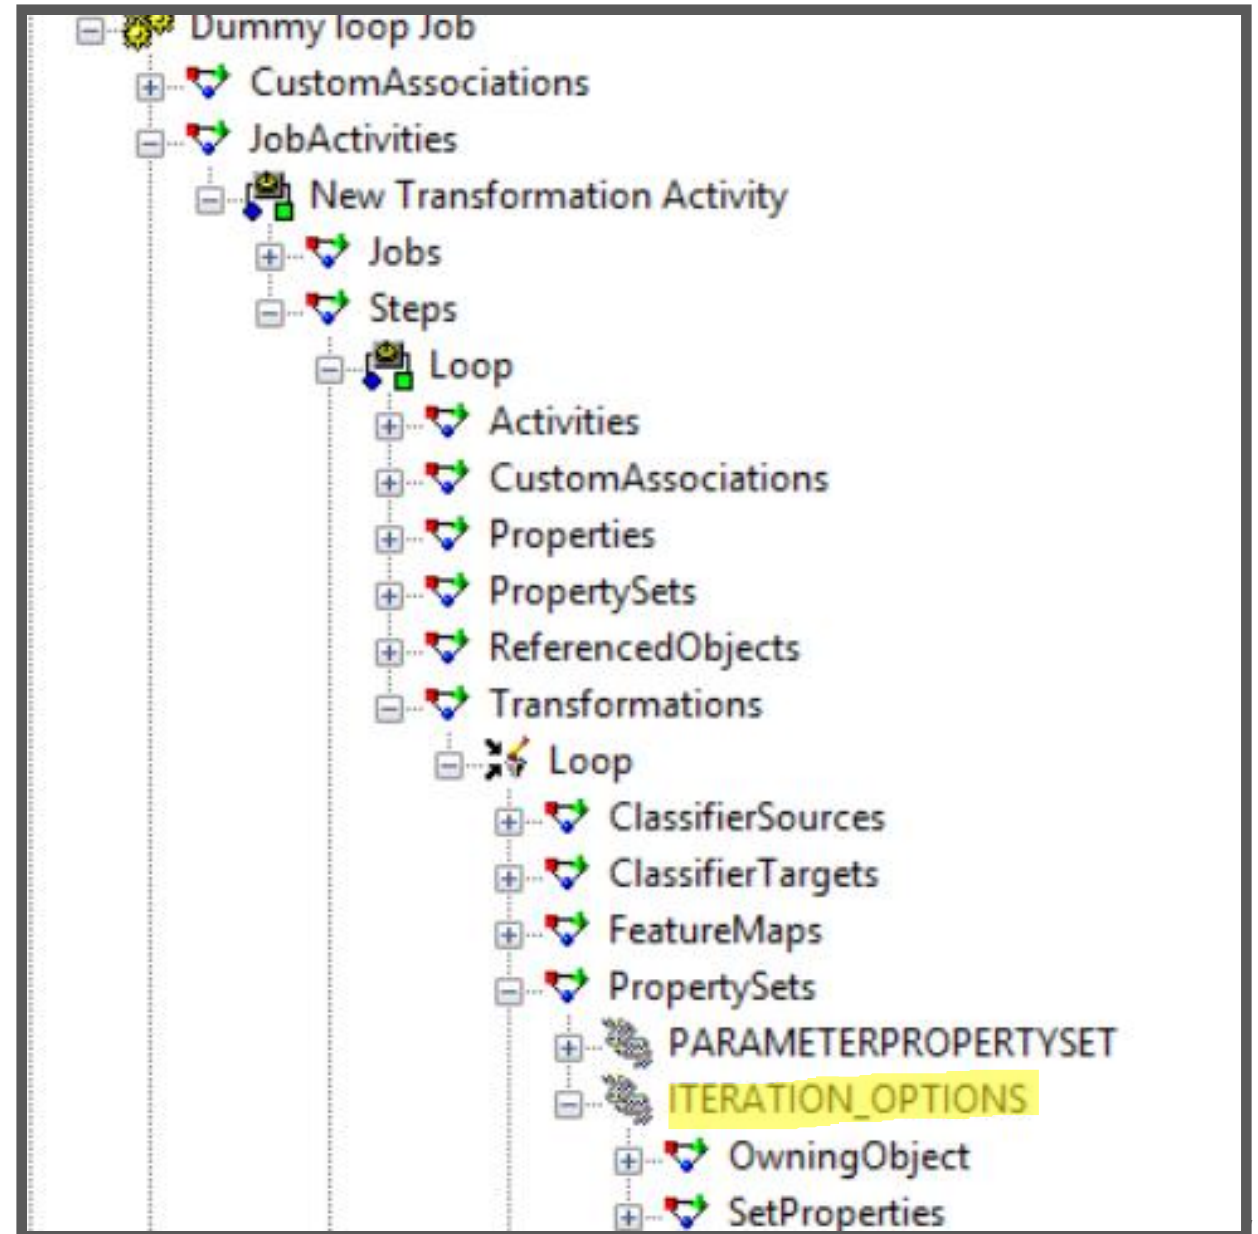 Dummy loop Job
CustomAssociations
JobActivities
New Transformation Activity
Jobs
Steps
Loop
Activities
CustomAssociations
Properties
PropertySets
ReferencedObjects
Transformations
Loop
ClassifierSources
ClassifierTargets
FeatureMaps
PropertySets
PARAMETERPROPERTYSET
ITERATION_OPTIONS
OwningObject
SetProperties